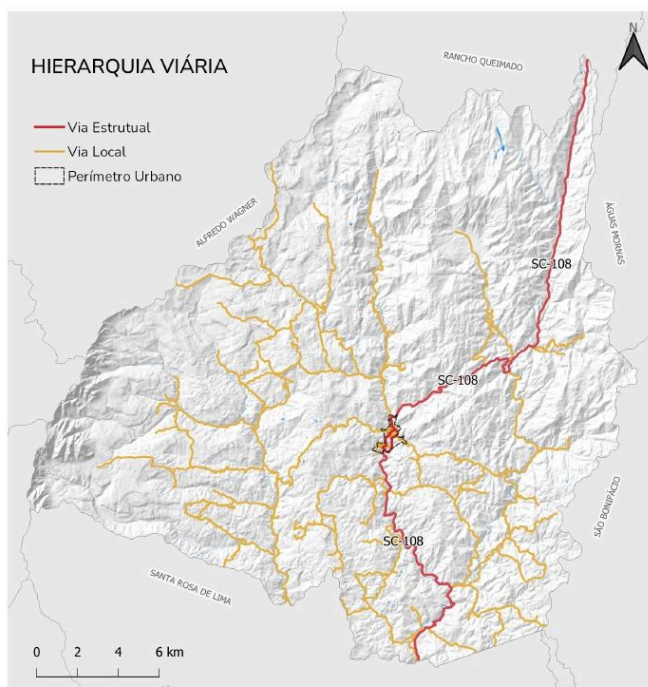 HIERARQUIA VIÁRIA
Via Estrutual
Via Local
Perímetro Urbano
N
RANCHO QUEIMADO
ALFREDO WAGNER
ÁGUAS MORNAS
SC-108
SC-108
SC-108
SÃO BONIFÁCIO
SANTA ROSA DE LIMA
0 2 4 6 km